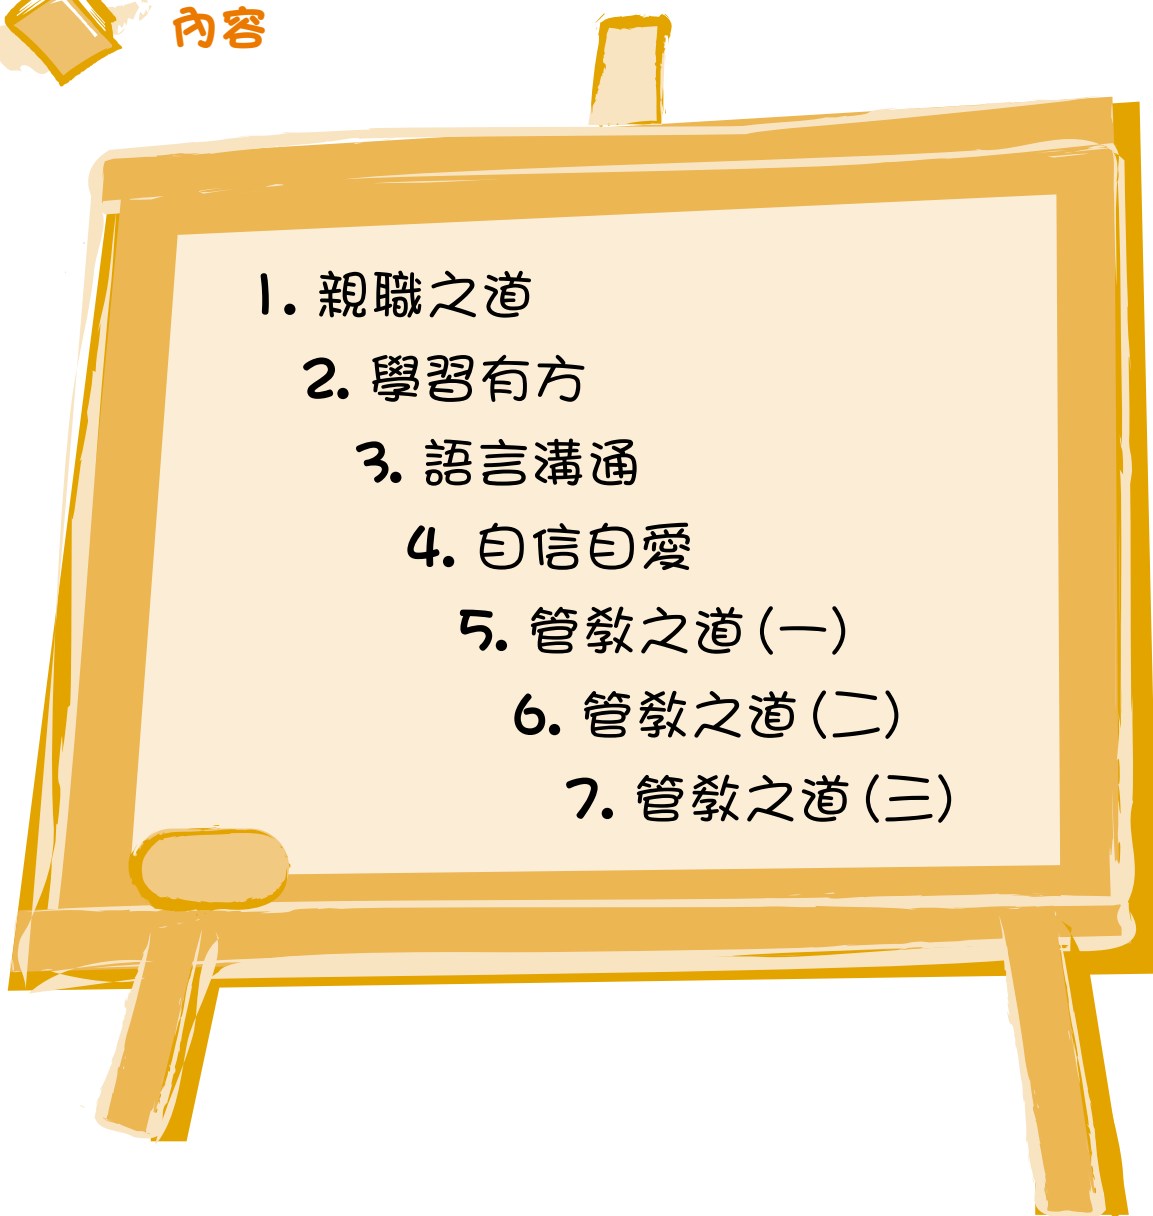 內容
1. 親職之道
2. 學習有方
3. 語言溝通
4. 自信自愛
5. 管教之道(一)
6. 管教之道(二)
7. 管教之道(三)